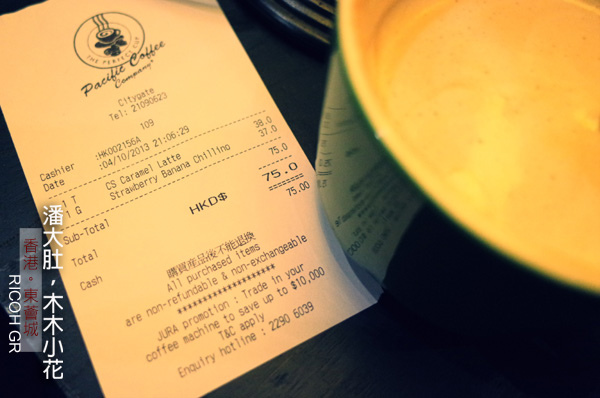 THE PERFECT CUP
Pacific Coffee
Company
Citygate
Tel: 21090623
109
Cashier :HK002156A
Date :04/10/2013 21:06:29
1 T CS Caramel Latte 38.0
1 G Strawberry Banana Chillino 37.0
Sub-Total 75.0
Total HKD$ 75.0
Cash 75.00
購買產品後不能退換
All purchased items
are non-refundable & non-exchangeable
********************
JURA promotion : Trade in your
coffee machine to save up to $10,000
T&C apply
Enquiry hotline : 2290 6039
潘大肚，木木小花
香港。東薈城
RICOH GR